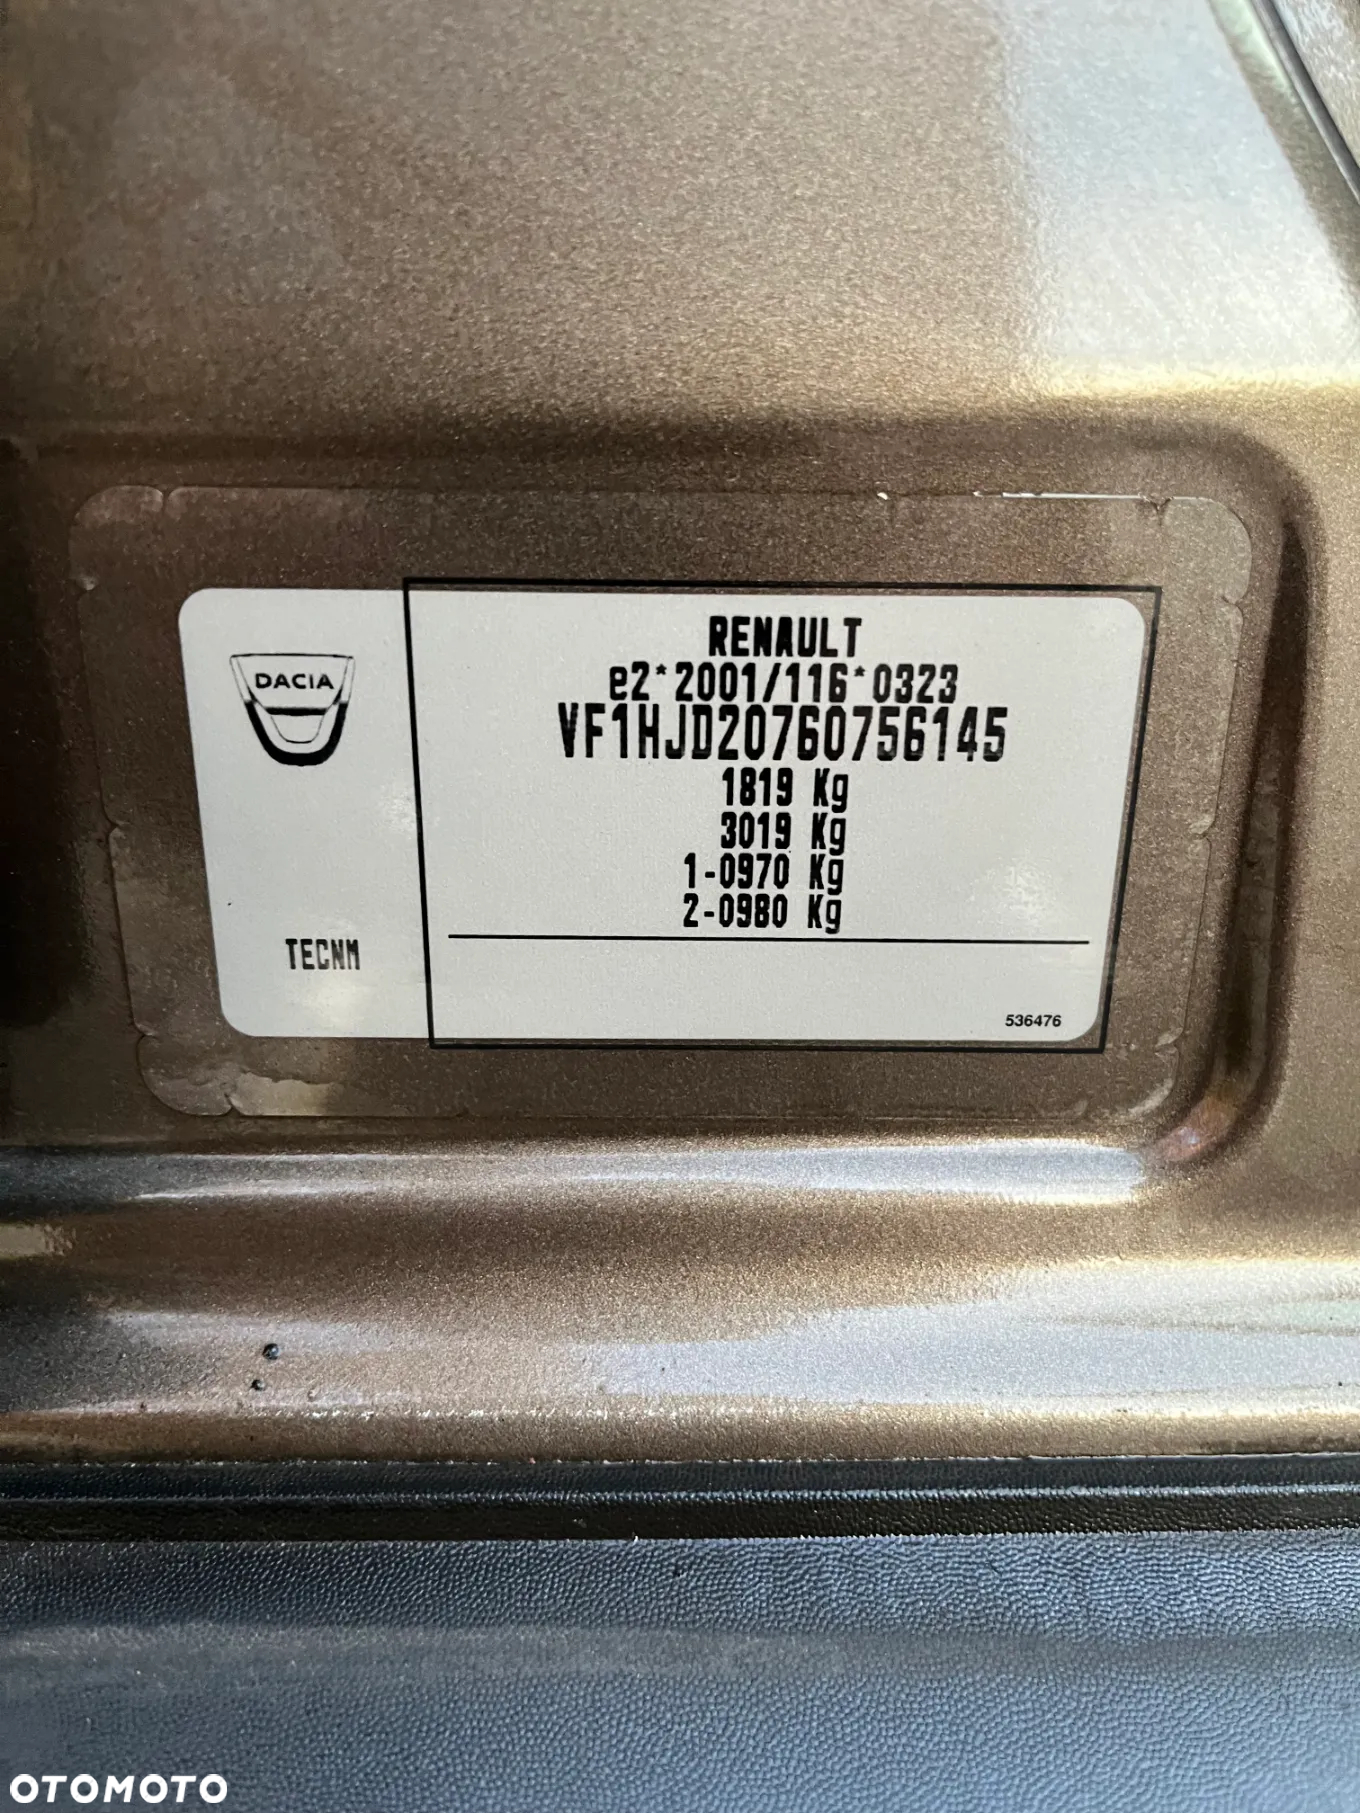 DACIA
TECNM
RENAULT
e2*2001/116*0323
VF1HJD20760756145
1819 Kg
3019 Kg
1-0970 Kg
2-0980 Kg
536476
OTOMOTO